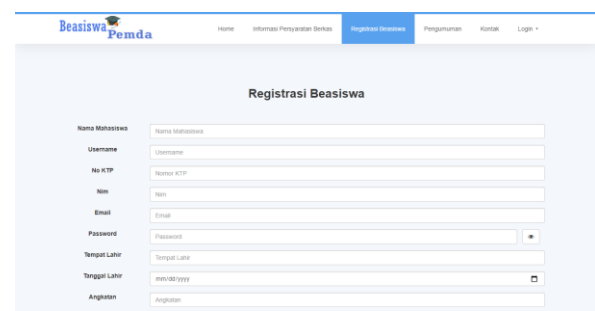 Beasiswa Pemda
Home Informasi Persyaratan Berkas Registrasi Beasiswa Pengumuman Kontak Login
Registrasi Beasiswa
Nama Mahasiswa Nama Mahasiswa
Username Username
No KTP Nomor KTP
Nim Nim
Email Email
Password Password
Tempat Lahir Tempat Lahir
Tanggal Lahir mm/dd/yyyy
Angkatan Angkatan